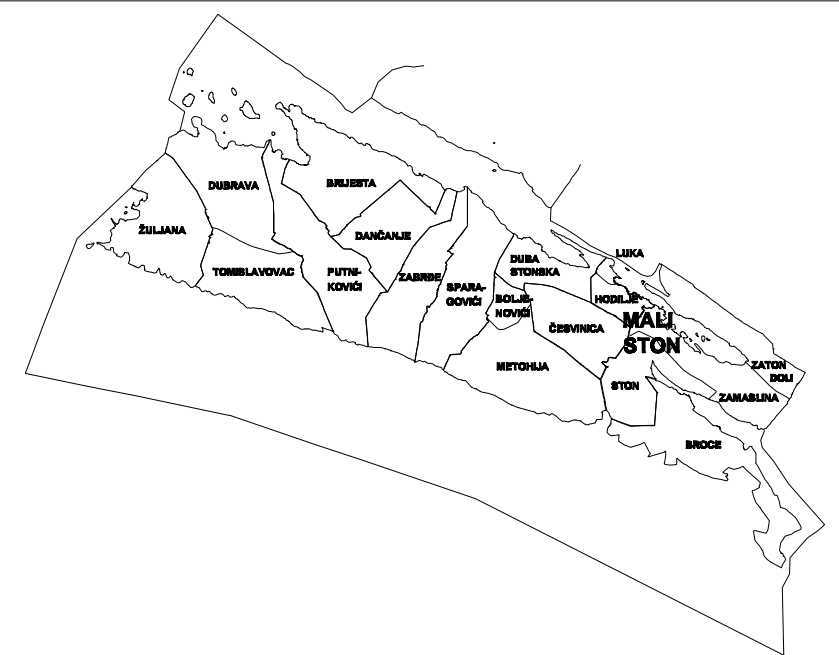 BRIJESTA
DUBRAVA
ŽULJANA
DANČANJE
LUKA
TOMISLAVOVAC
PUTNI-
KOVIĆI
ZABRĐE
DUBA
STONSKA
SPARA-
GOVIĆI
BOLJE-
NOVIĆI
HODILJE
MALI
STON
ČESVINICA
METOHIJA
ZATON
DOLI
STON
ZAMASLINA
BROCE